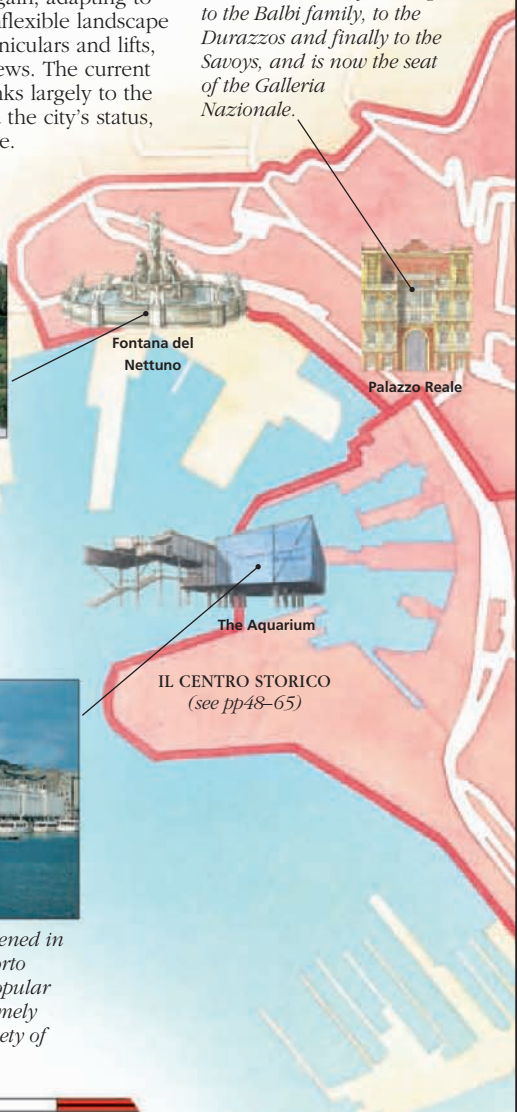 gain, adapting to
nflexible landscape
niculars and lifts,
ews. The current
nks largely to the
the city's status,
e.
to the Balbi family, to the
Durazzos and finally to the
Savoys, and is now the seat
of the Galleria
Nazionale.
Fontana del
Nettuno
Palazzo Reale
The Aquarium
IL CENTRO STORICO
(see pp48–65)
ened in
orto
opular
mely
ety of